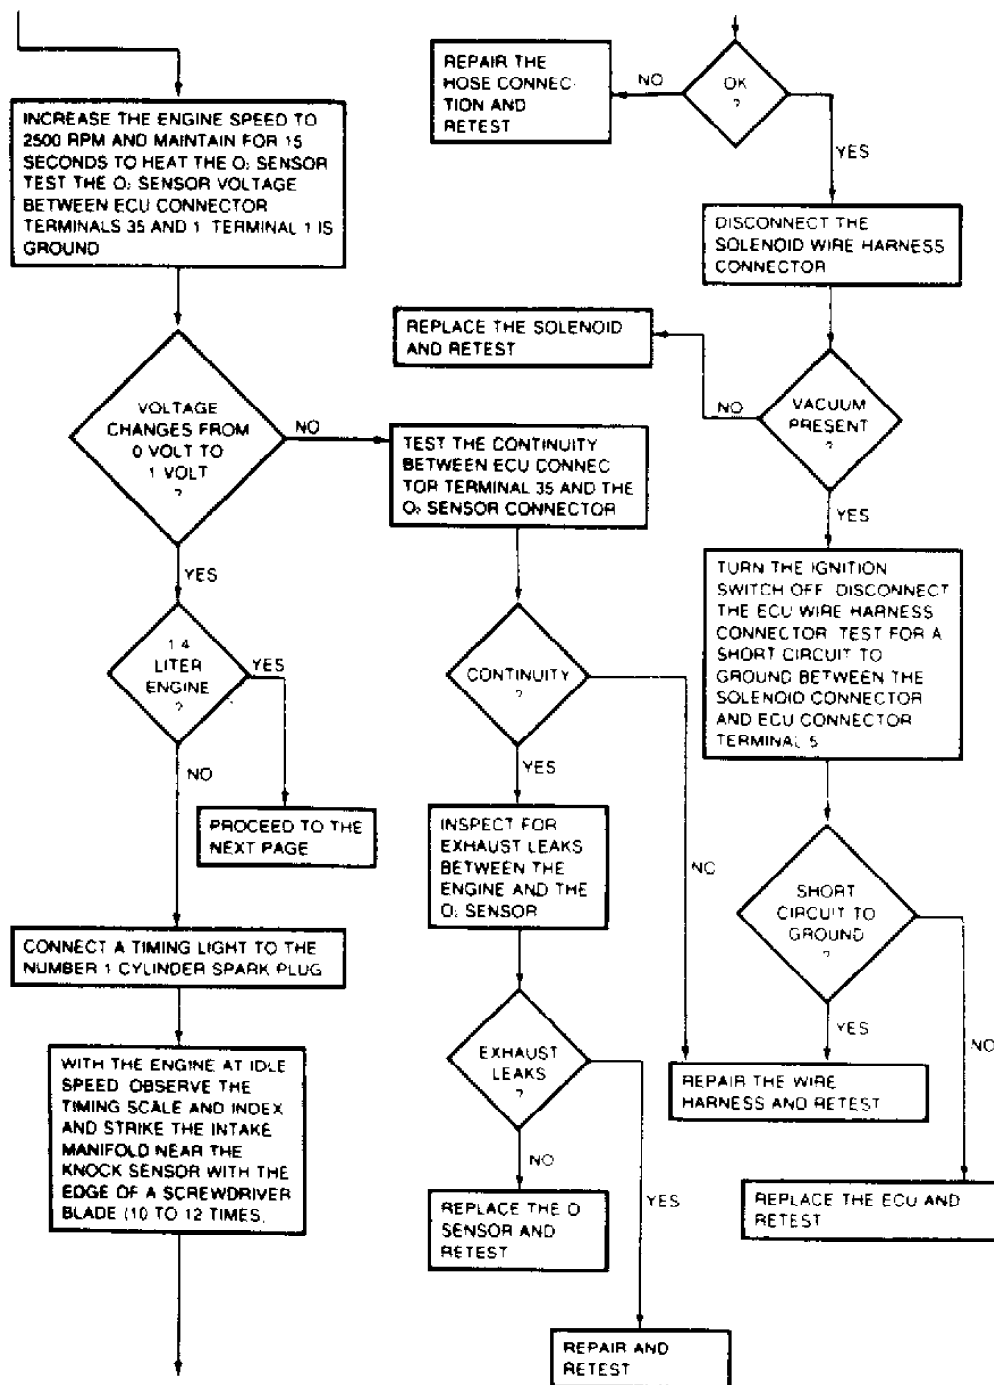 INCREASE THE ENGINE SPEED TO
2500 RPM AND MAINTAIN FOR 15
SECONDS TO HEAT THE O₂ SENSOR
TEST THE O₂ SENSOR VOLTAGE
BETWEEN ECU CONNECTOR
TERMINALS 35 AND 1 TERMINAL 1 IS
GROUND
VOLTAGE
CHANGES FROM
0 VOLT TO
1 VOLT
?
NO
YES
1 4
LITER
ENGINE
?
YES
NO
PROCEED TO THE
NEXT PAGE
CONNECT A TIMING LIGHT TO THE
NUMBER 1 CYLINDER SPARK PLUG
WITH THE ENGINE AT IDLE
SPEED OBSERVE THE
TIMING SCALE AND INDEX
AND STRIKE THE INTAKE
MANIFOLD NEAR THE
KNOCK SENSOR WITH THE
EDGE OF A SCREWDRIVER
BLADE (10 TO 12 TIMES.
TEST THE CONTINUITY
BETWEEN ECU CONNEC
TOR TERMINAL 35 AND THE
O₂ SENSOR CONNECTOR
CONTINUITY
?
YES
NO
INSPECT FOR
EXHAUST LEAKS
BETWEEN THE
ENGINE AND THE
O₂ SENSOR
EXHAUST
LEAKS
?
NO
YES
REPLACE THE O
SENSOR AND
RETEST
REPAIR AND
RETEST
REPAIR THE
HOSE CONNEC-
TION AND
RETEST
NO
OK
?
YES
DISCONNECT THE
SOLENOID WIRE HARNESS
CONNECTOR
REPLACE THE SOLENOID
AND RETEST
NO
VACUUM
PRESENT
?
YES
TURN THE IGNITION
SWITCH OFF DISCONNECT
THE ECU WIRE HARNESS
CONNECTOR TEST FOR A
SHORT CIRCUIT TO
GROUND BETWEEN THE
SOLENOID CONNECTOR
AND ECU CONNECTOR
TERMINAL 5
SHORT
CIRCUIT TO
GROUND
?
YES
NO
REPAIR THE WIRE
HARNESS AND RETEST
REPLACE THE ECU AND
RETEST